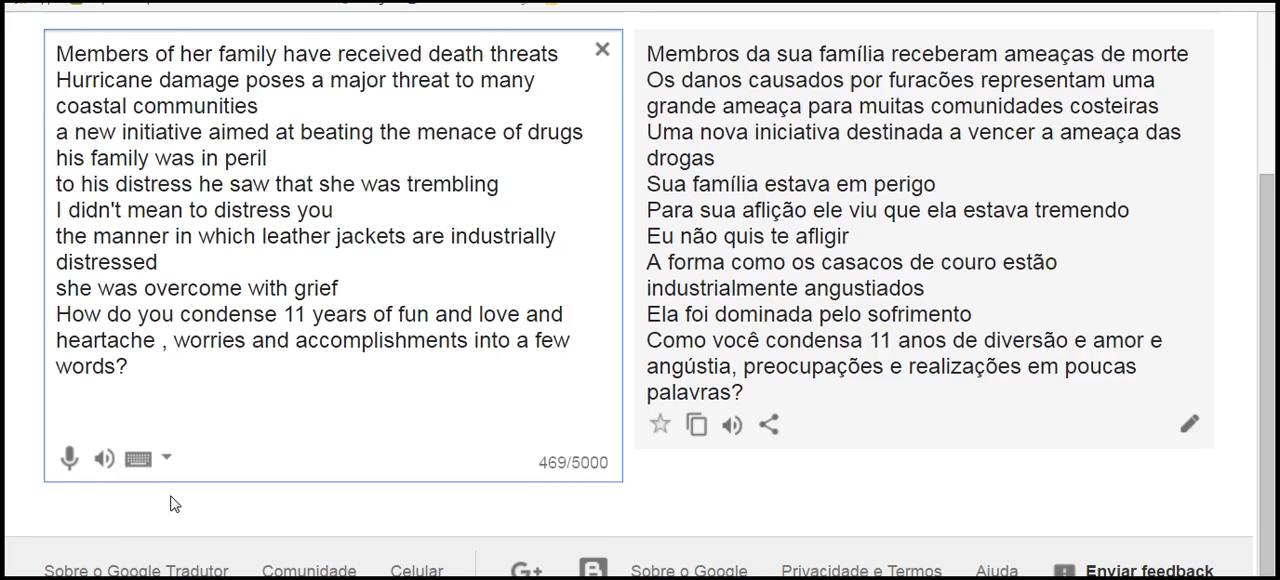 Members of her family have received death threats
Hurricane damage poses a major threat to many
coastal communities
a new initiative aimed at beating the menace of drugs
his family was in peril
to his distress he saw that she was trembling
I didn't mean to distress you
the manner in which leather jackets are industrially
distressed
she was overcome with grief
How do you condense 11 years of fun and love and
heartache , worries and accomplishments into a few
words?
469/5000
Membros da sua família receberam ameaças de morte
Os danos causados por furacões representam uma
grande ameaça para muitas comunidades costeiras
Uma nova iniciativa destinada a vencer a ameaça das
drogas
Sua família estava em perigo
Para sua aflição ele viu que ela estava tremendo
Eu não quis te afligir
A forma como os casacos de couro estão
industrialmente angustiados
Ela foi dominada pelo sofrimento
Como você condensa 11 anos de diversão e amor e
angústia, preocupações e realizações em poucas
palavras?
Sobre o Google Tradutor Comunidade Celular G+ B Sobre o Google Privacidade e Termos Ajuda Enviar feedback